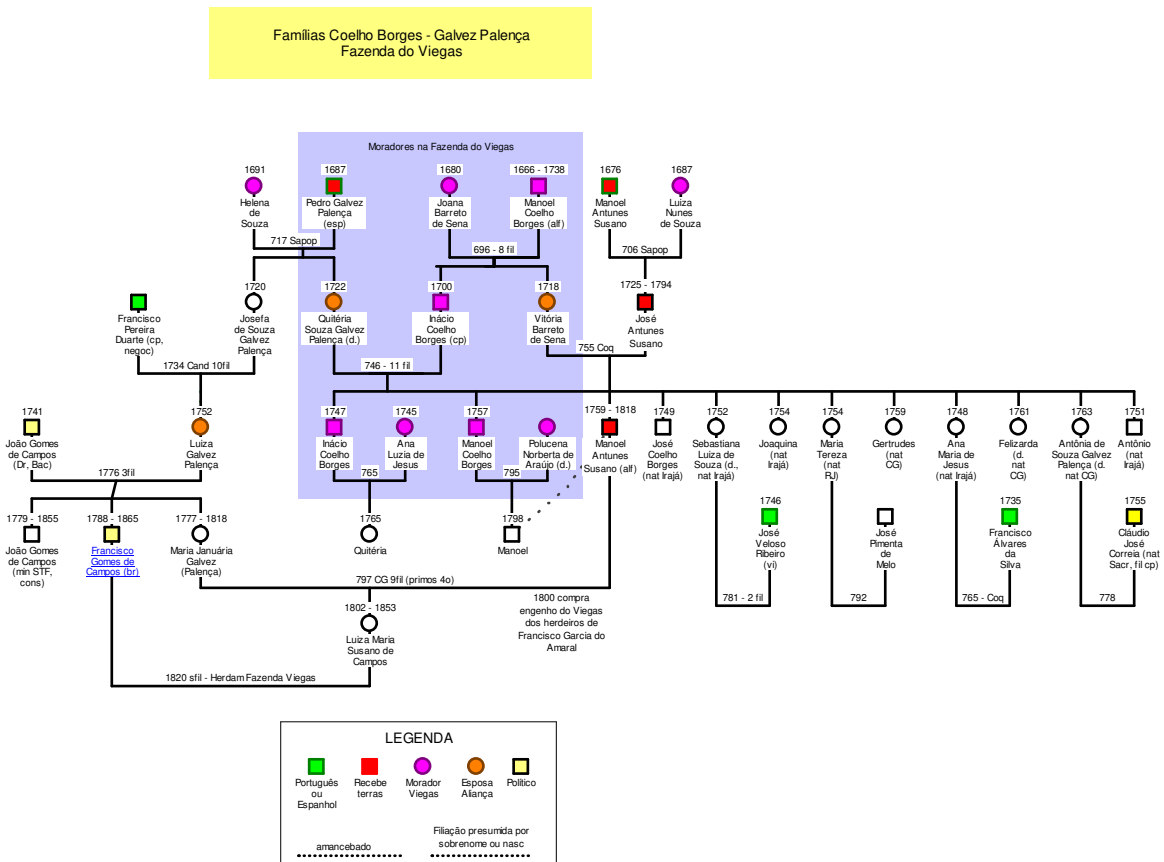 Famílias Coelho Borges - Galvez Palença
Fazenda do Viegas
Moradores na Fazenda do Viegas
1691
Helena
de
Souza
1687
Pedro Galvez
Palença
(esp)
1680
Joana
Barreto
de Sena
1666 - 1738
Manoel
Coelho
Borges (alf)
1676
Manoel
Antunes
Susano
1687
Luiza
Nunes
de Souza
717 Sapop
696 - 8 fil
706 Sapop
Francisco
Pereira
Duarte (cp,
negoc)
1720
Josefa
de Souza
Galvez
Palença
1722
Quitéria
Souza Galvez
Palença (d.)
1700
Inácio
Coelho
Borges (cp)
1718
Vitória
Barreto
de Sena
1725 - 1794
José
Antunes
Susano
1734 Cand 10fil
746 - 11 fil
755 Coq
1741
João Gomes
de Campos
(Dr, Bac)
1752
Luiza
Galvez
Palença
1747
Inácio
Coelho
Borges
1745
Ana
Luzia de
Jesus
1757
Manoel
Coelho
Borges
Polucena
Norberta de
Araújo (d.)
1759 - 1818
Manoel
Antunes
Susano (alf)
1749
José
Coelho
Borges
(nat Irajá)
1752
Sebastiana
Luiza de
Souza (d.,
nat Irajá)
1754
Joaquina
(nat
Irajá)
1754
Maria
Tereza
(nat
RJ)
1759
Gertrudes
(nat
CG)
1748
Ana
Maria de
Jesus
(nat Irajá)
1761
Felizarda
(d.
nat
CG)
1763
Antônia de
Souza Galvez
Palença (d.
nat CG)
1751
Antônio
(nat
Irajá)
1776 3fil
765
795
1779 - 1855
João Gomes
de Campos
(min STF,
cons)
1788 - 1865
Francisco
Gomes de
Campos (br)
1777 - 1818
Maria Januária
Galvez
(Palença)
1765
Quitéria
1798
Manoel
1746
José
Veloso
Ribeiro
(vi)
José
Pimenta
de
Melo
1735
Francisco
Álvares
da
Silva
1755
Cláudio
José
Correia (nat
Sacr, fil cp)
797 CG 9fil (primos 4o)
781 - 2 fil
792
765 - Coq
778
1800 compra
engenho do Viegas
dos herdeiros de
Francisco Garcia do
Amaral
1802 - 1853
Luiza Maria
Susano de
Campos
1820 sfil - Herdam Fazenda Viegas
LEGENDA
Português
ou
Espanhol
Recebe
terras
Morador
Viegas
Esposa
Aliança
Político
amancebado
Filiação presumida por
sobrenome ou nasc